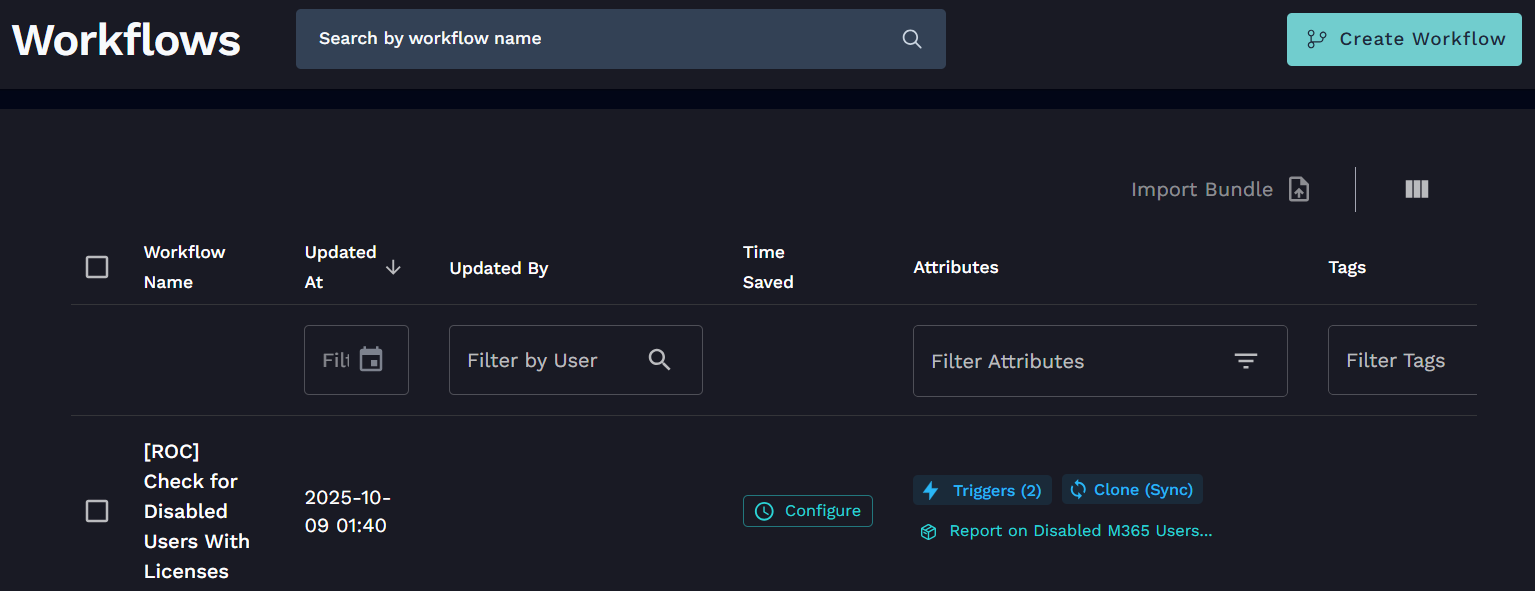 Workflows
Search by workflow name
Create Workflow
Import Bundle
Workflow
Name
Updated
At
Updated By
Time
Saved
Attributes
Tags
Filt
Filter by User
Filter Attributes
Filter Tags
[ROC]
Check for
Disabled
Users With
Licenses
2025-10-
09 01:40
Configure
Triggers (2)
Clone (Sync)
Report on Disabled M365 Users...